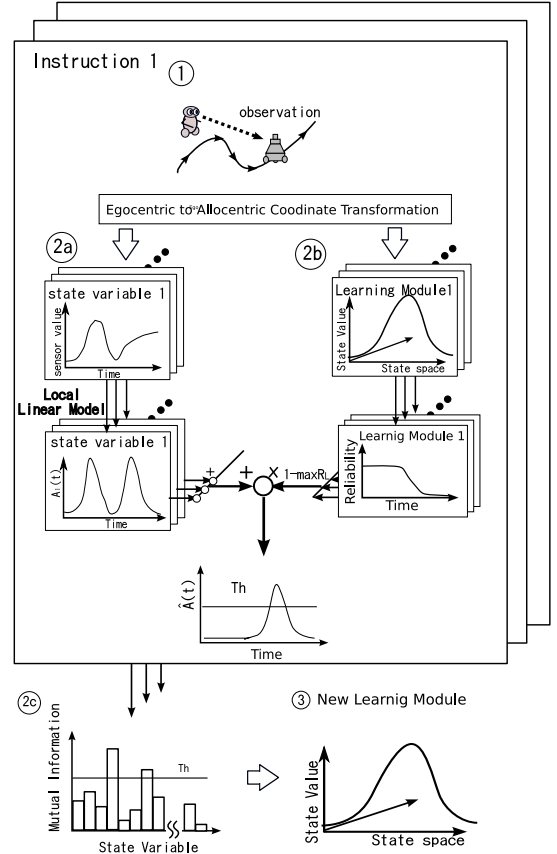 Instruction 1
1
observation
Egocentric to Allocentric Coodinate Transformation
2a
2b
state variable 1
sensor value
Time
Learning Module1
State Value
State space
Local
Linear Model
state variable 1
A₁(t)
Time
+
+
×
1-maxR
Learnig Module 1
Reliability
Time
Â(t)
Th
Time
2c
Mutual Information
Th
State Variable
3 New Learnig Module
State Value
State space